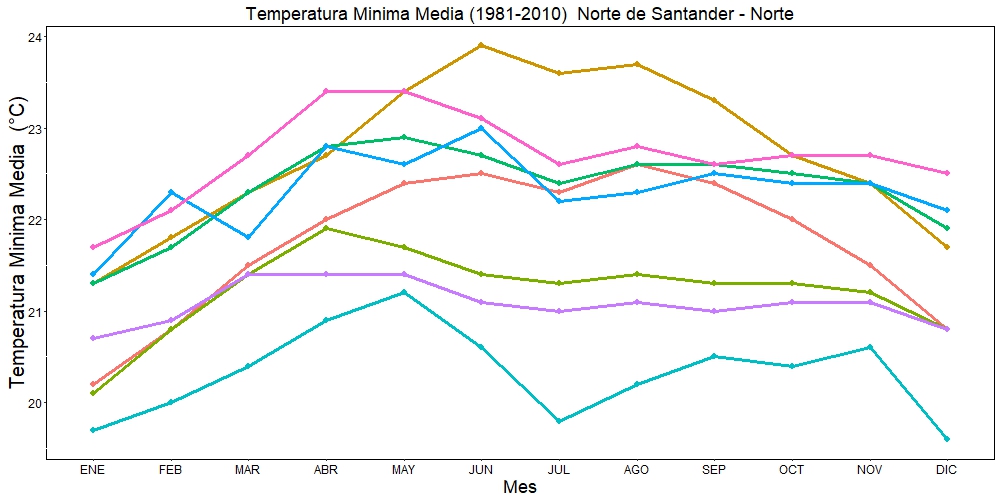 Temperatura Minima Media (1981-2010)  Norte de Santander - Norte
Temperatura Minima Media  (°C)
24
23
22
21
20
ENE FEB MAR ABR MAY JUN JUL AGO SEP OCT NOV DIC
Mes